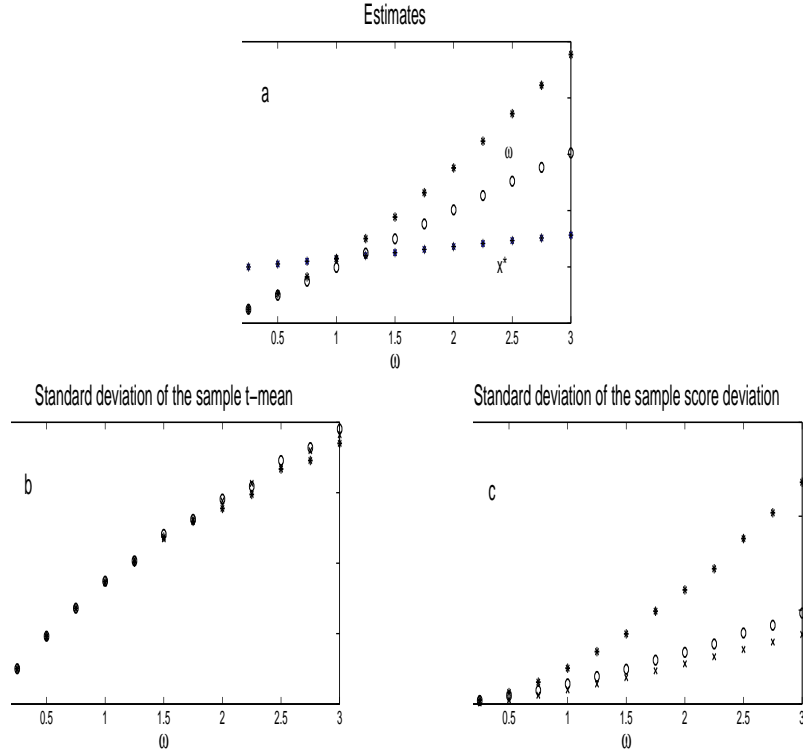 Estimates
a
ω
x*
0.5 1 1.5 2 2.5 3
ω
Standard deviation of the sample t−mean
b
0.5 1 1.5 2 2.5 3
ω
Standard deviation of the sample score deviation
c
0.5 1 1.5 2 2.5 3
ω